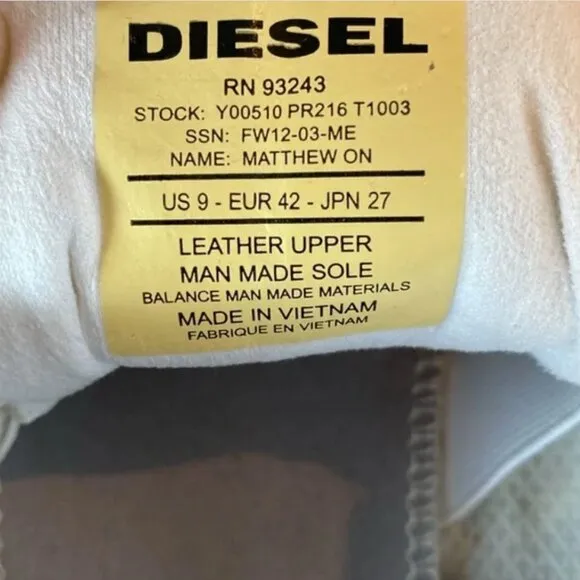 DIESEL
RN 93243
STOCK: Y00510 PR216 T1003
SSN: FW12-03-ME
NAME: MATTHEW ON
US 9 - EUR 42 - JPN 27
LEATHER UPPER
MAN MADE SOLE
BALANCE MAN MADE MATERIALS
MADE IN VIETNAM
FABRIQUE EN VIETNAM